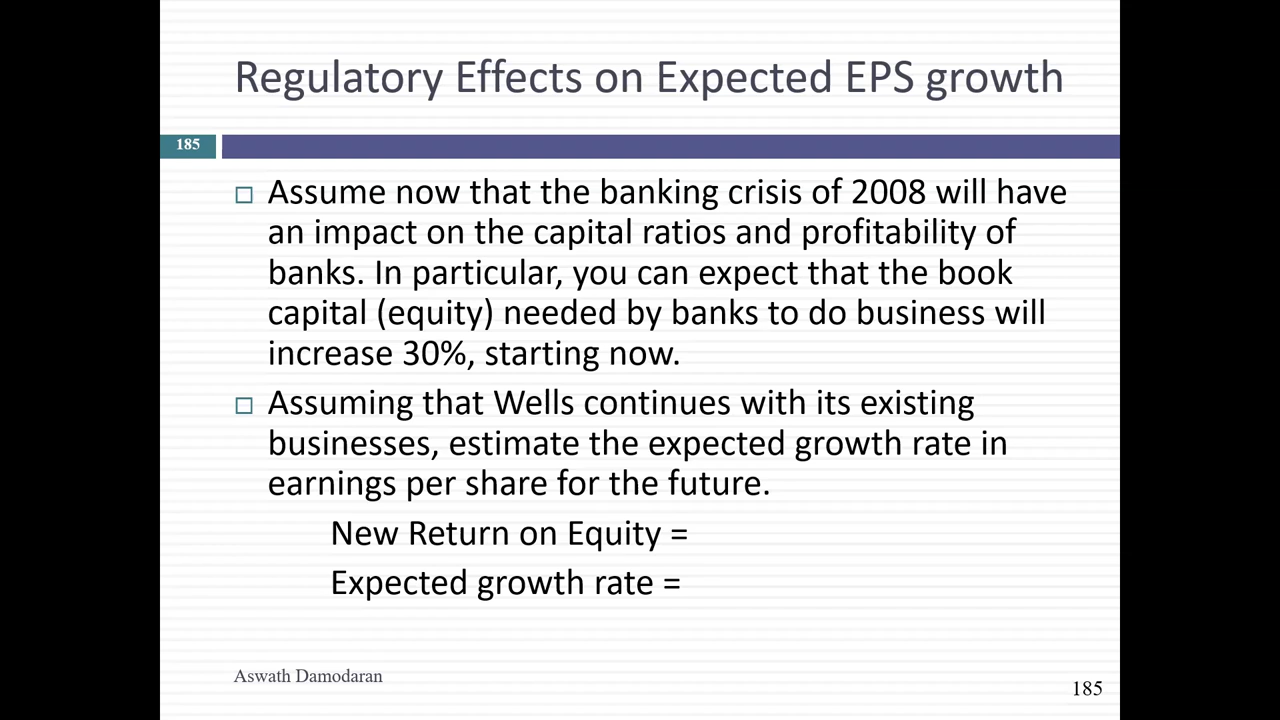 Regulatory Effects on Expected EPS growth
185
□ Assume now that the banking crisis of 2008 will have
an impact on the capital ratios and profitability of
banks. In particular, you can expect that the book
capital (equity) needed by banks to do business will
increase 30%, starting now.
□ Assuming that Wells continues with its existing
businesses, estimate the expected growth rate in
earnings per share for the future.
New Return on Equity =
Expected growth rate =
Aswath Damodaran
185